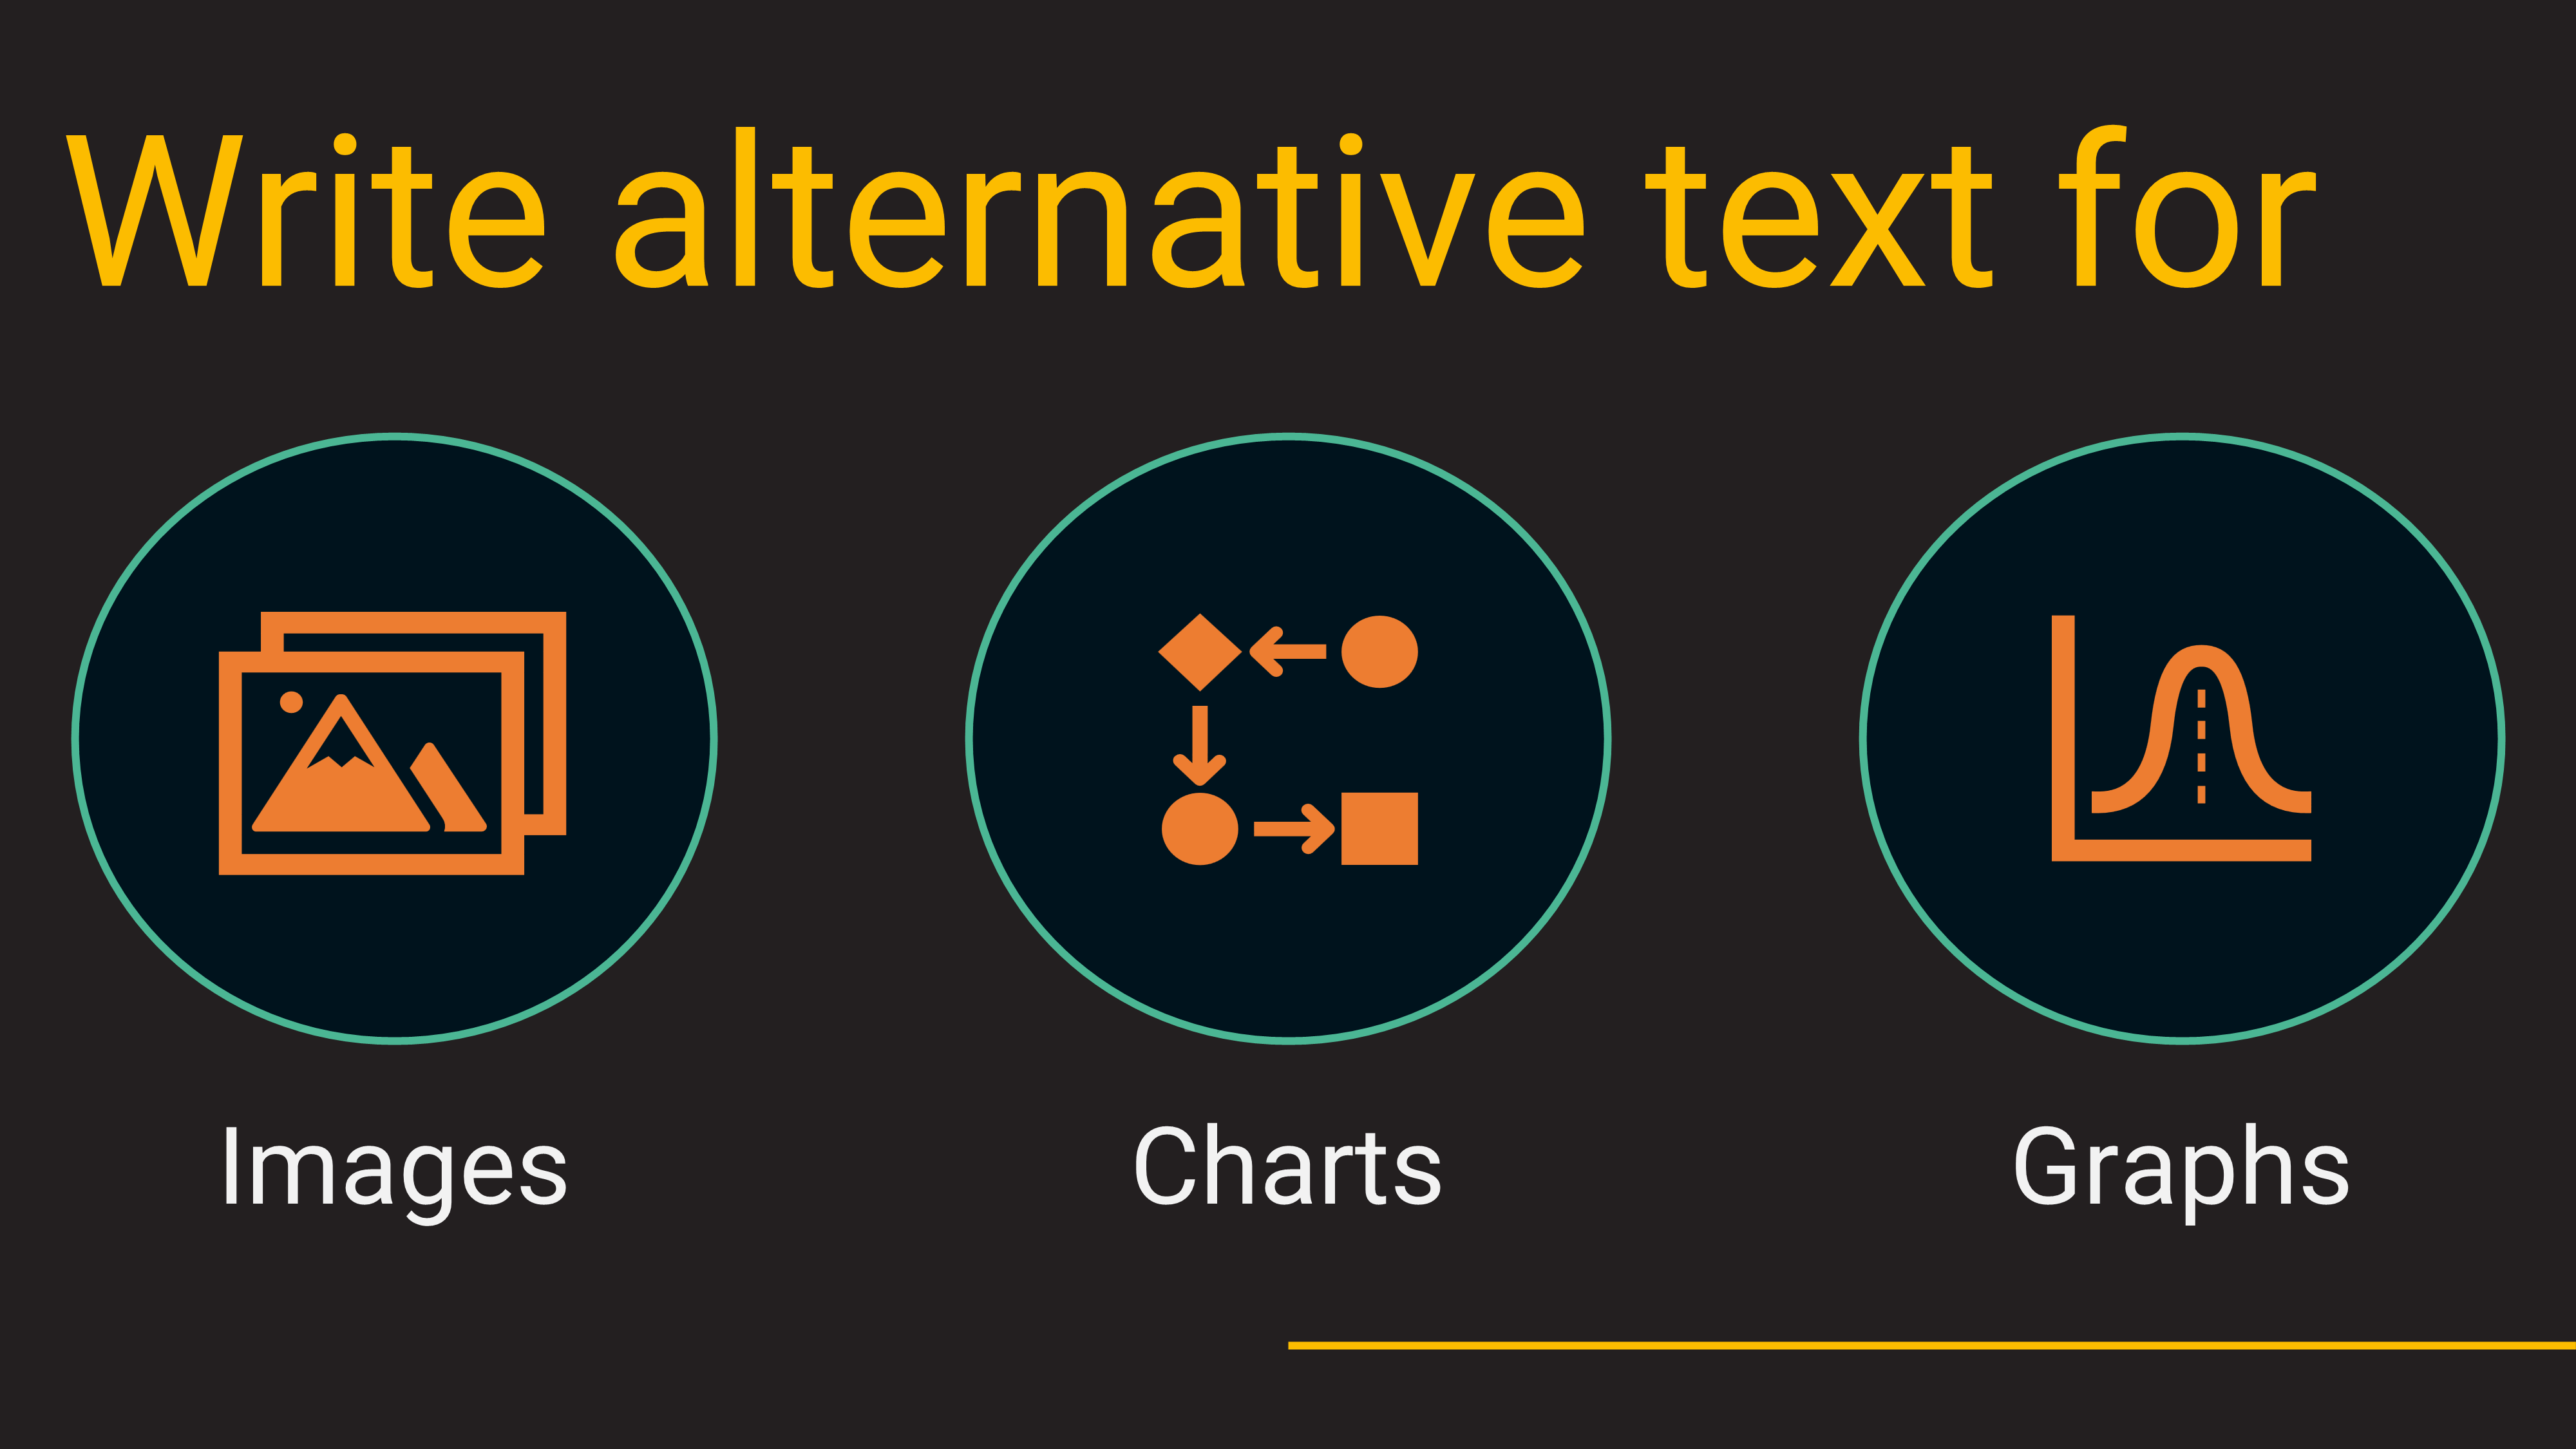 Write alternative text for
Images
Charts
Graphs